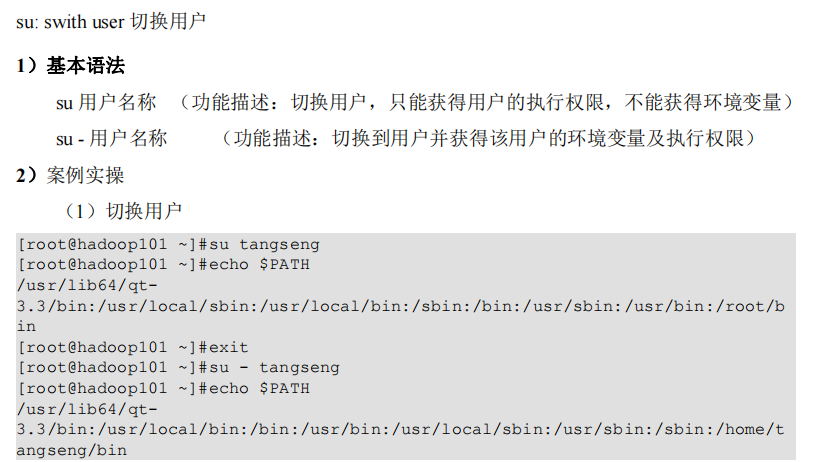 su: swith user 切换用户
1）基本语法
su 用户名称 （功能描述：切换用户，只能获得用户的执行权限，不能获得环境变量）
su - 用户名称 （功能描述：切换到用户并获得该用户的环境变量及执行权限）
2）案例实操
（1）切换用户
[root@hadoop101 ~]#su tangseng
[root@hadoop101 ~]#echo $PATH
/usr/lib64/qt-
3.3/bin:/usr/local/sbin:/usr/local/bin:/sbin:/bin:/usr/sbin:/usr/bin:/root/b
in
[root@hadoop101 ~]#exit
[root@hadoop101 ~]#su - tangseng
[root@hadoop101 ~]#echo $PATH
/usr/lib64/qt-
3.3/bin:/usr/local/bin:/bin:/usr/bin:/usr/local/sbin:/usr/sbin:/sbin:/home/t
angseng/bin